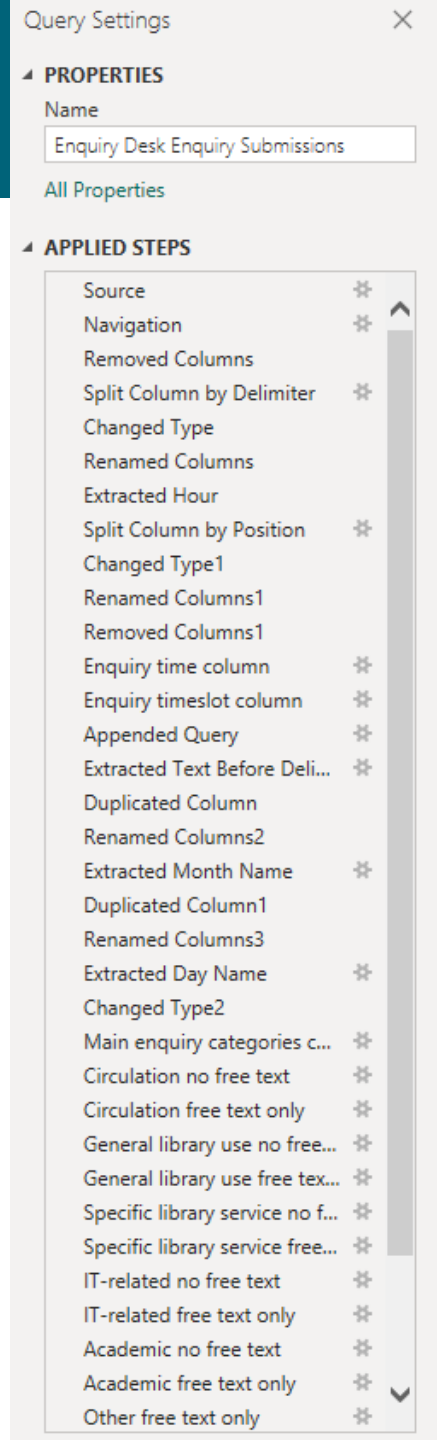 Query Settings
PROPERTIES
Name
Enquiry Desk Enquiry Submissions
All Properties
APPLIED STEPS
Source
Navigation
Removed Columns
Split Column by Delimiter
Changed Type
Renamed Columns
Extracted Hour
Split Column by Position
Changed Type1
Renamed Columns1
Removed Columns1
Enquiry time column
Enquiry timeslot column
Appended Query
Extracted Text Before Deli...
Duplicated Column
Renamed Columns2
Extracted Month Name
Duplicated Column1
Renamed Columns3
Extracted Day Name
Changed Type2
Main enquiry categories c...
Circulation no free text
Circulation free text only
General library use no free...
General library use free tex...
Specific library service no f...
Specific library service free...
IT-related no free text
IT-related free text only
Academic no free text
Academic free text only
Other free text only